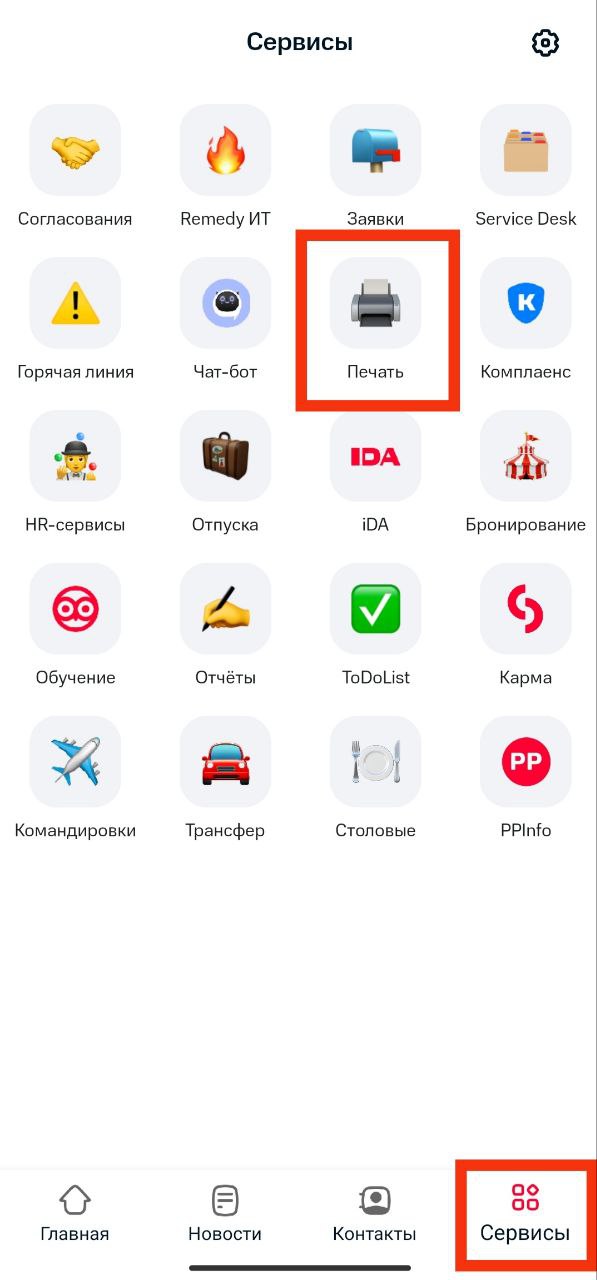 Сервисы
Согласования Remedy ИТ Заявки Service Desk
Горячая линия Чат-бот Печать Комплаенс
K
HR-сервисы Отпуска iDA Бронирование
IDA
Обучение Отчёты ToDoList Карма
Командировки Трансфер Столовые PPInfo
PP
Главная Новости Контакты Сервисы